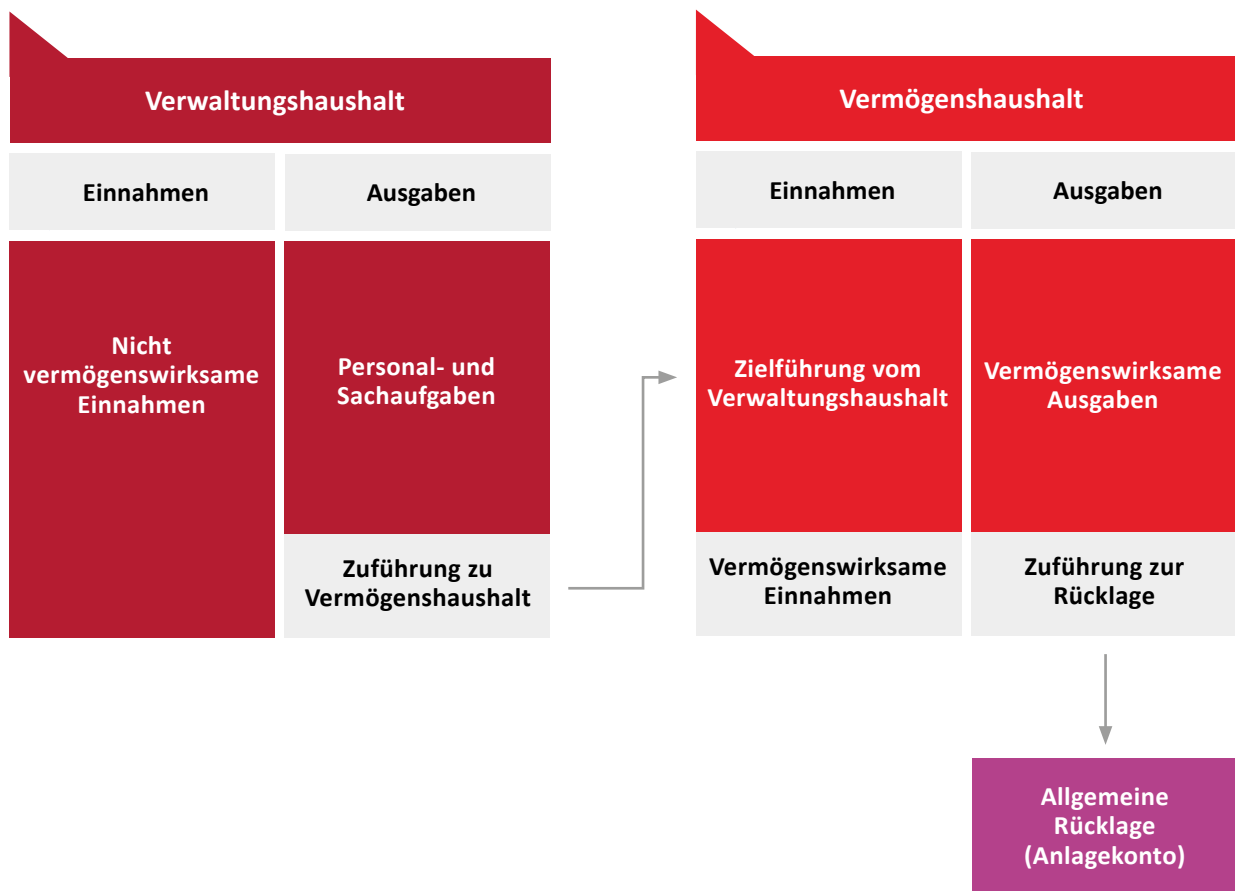 Verwaltungshaushalt
Einnahmen
Ausgaben
Nicht
vermögenswirksame
Einnahmen
Personal- und
Sachaufgaben
Zuführung zu
Vermögenshaushalt
Vermögenshaushalt
Einnahmen
Ausgaben
Zielführung vom
Verwaltungshaushalt
Vermögenswirksame
Ausgaben
Vermögenswirksame
Einnahmen
Zuführung zur
Rücklage
Allgemeine
Rücklage
(Anlagekonto)